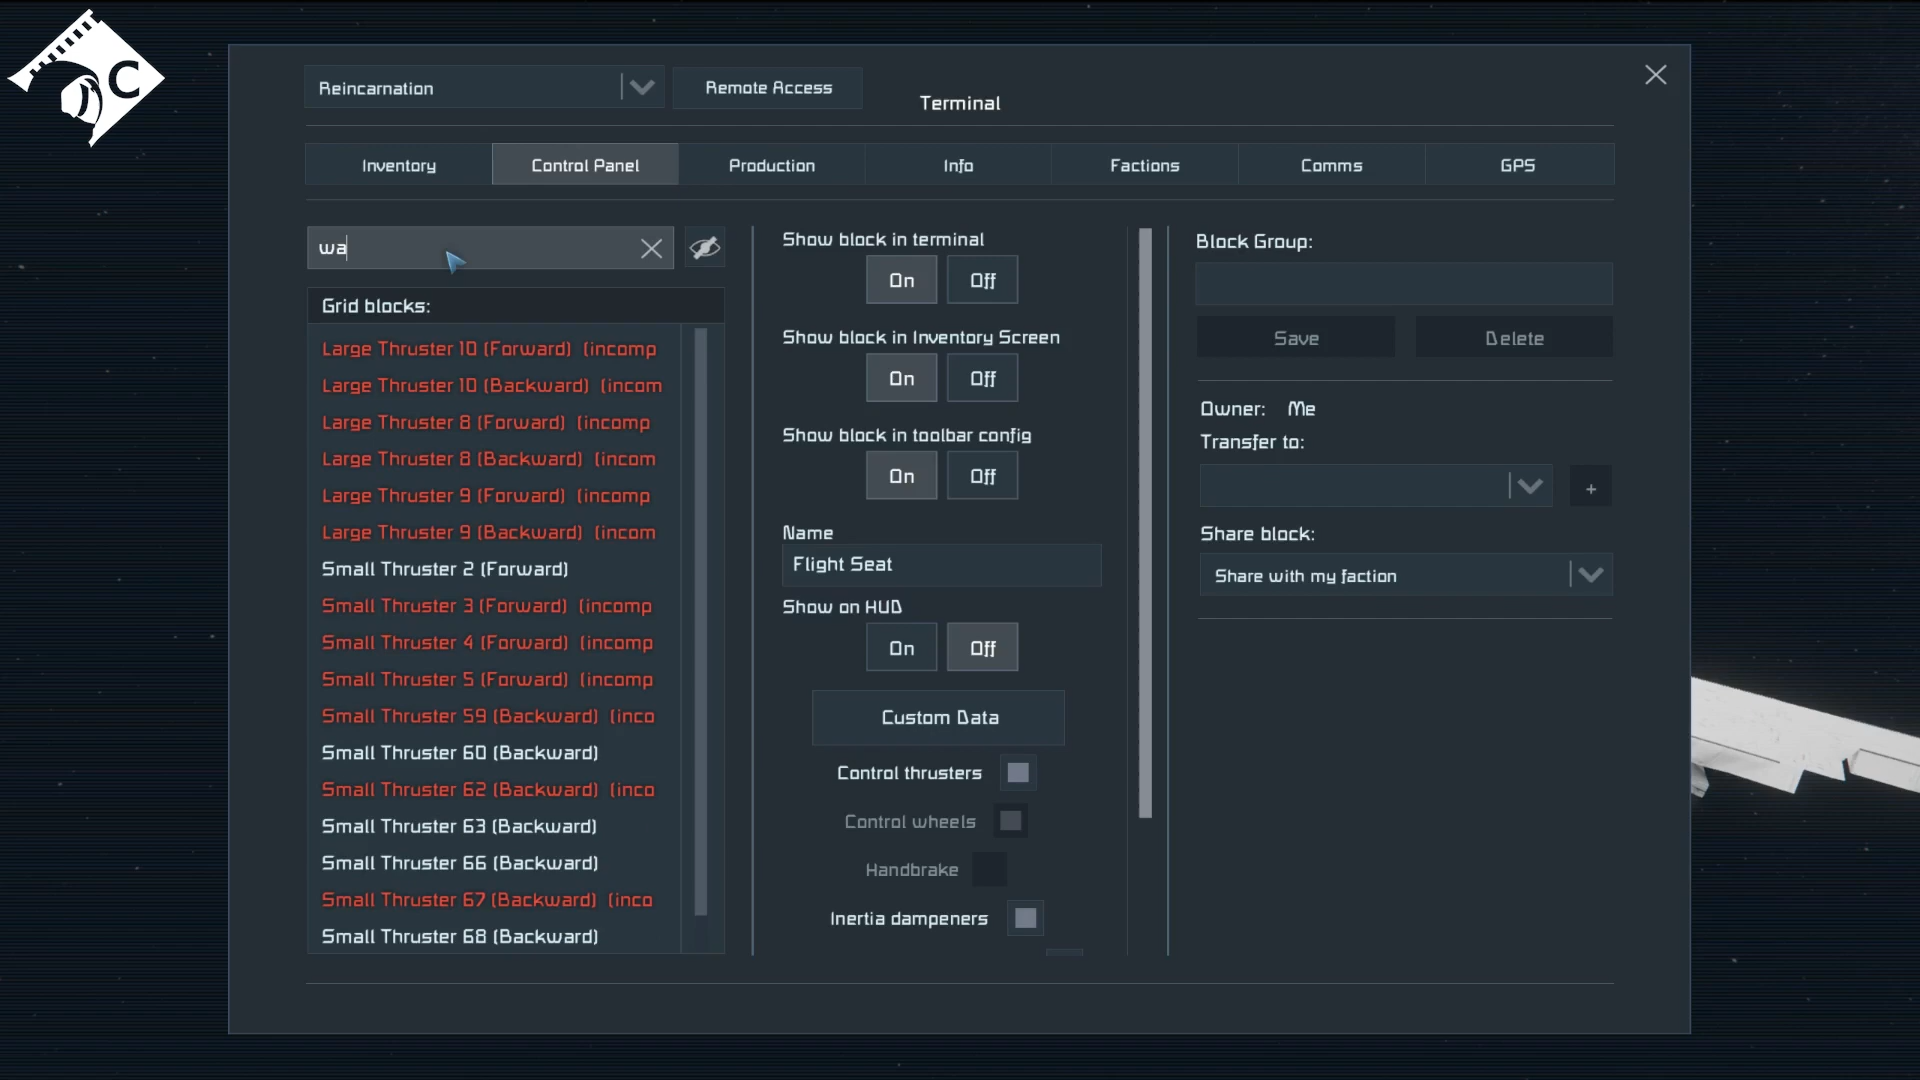 C
Reincarnation
Remote Access
Terminal
Inventory
Control Panel
Production
Info
Factions
Comms
GPS
wa
Grid blocks:
Large Thruster 10 (Forward) (incomp
Large Thruster 10 (Backward) (incom
Large Thruster 8 (Forward) (incomp
Large Thruster 8 (Backward) (incom
Large Thruster 9 (Forward) (incomp
Large Thruster 9 (Backward) (incom
Small Thruster 2 (Forward)
Small Thruster 3 (Forward) (incomp
Small Thruster 4 (Forward) (incomp
Small Thruster 5 (Forward) (incomp
Small Thruster 59 (Backward) (inco
Small Thruster 60 (Backward)
Small Thruster 62 (Backward) (inco
Small Thruster 63 (Backward)
Small Thruster 66 (Backward)
Small Thruster 67 (Backward) (inco
Small Thruster 68 (Backward)
Show block in terminal
On Off
Show block in Inventory Screen
On Off
Show block in toolbar config
On Off
Name
Flight Seat
Show on HUD
On Off
Custom Data
Control thrusters
Control wheels
Handbrake
Inertia dampeners
Block Group:
Save
Delete
Owner: Me
Transfer to:
+
Share block:
Share with my faction